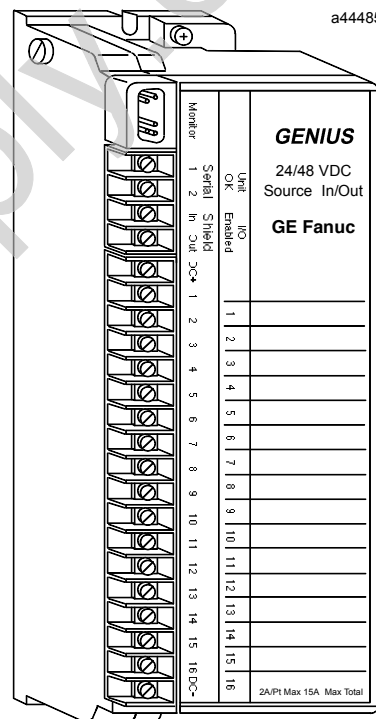 a44485
ply.c
GENIUS
24/48 VDC
Source In/Out
GE Fanuc
Monitor
Serial Shield
1 2 In Out DC+ 1 2 3 4 5 6 7 8 9 10 11 12 13 14 15 16 DC-
Unit I/O
OK Enabled
1 2 3 4 5 6 7 8 9 10 11 12 13 14 15 16
2A/Pt Max 15A Max Total